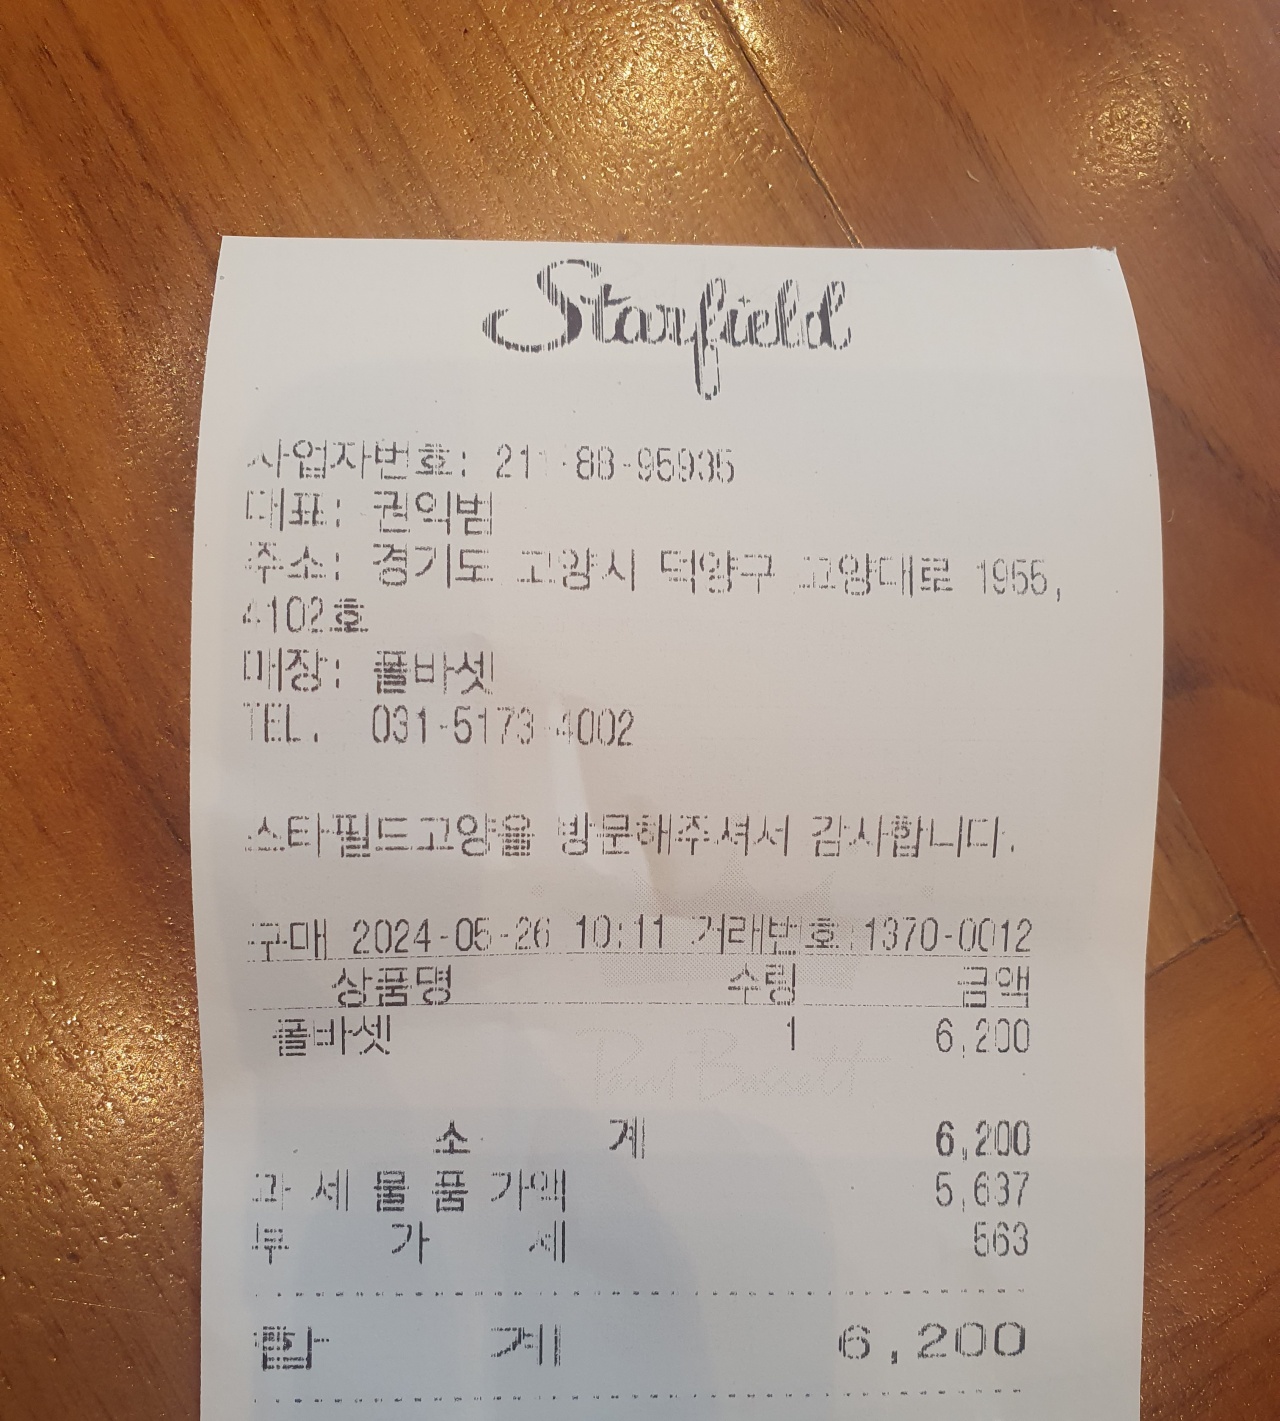 Starfield
사업자번호: 211-88-95935
대표: 권익범
주소: 경기도 고양시 덕양구 고양대로 1955,
4102호
매장: 폴바셋
TEL. 031-5173-4002
스타필드고양을 방문해주셔서 감사합니다.
구매 2024-05-26 10:11 거래번호:1370-0012
상품명 수량 금액
폴바셋 1 6,200
Paul Bassett
소 계 6,200
과 세 물 품 가액 5,637
부 가 세 563
합 계 6,200